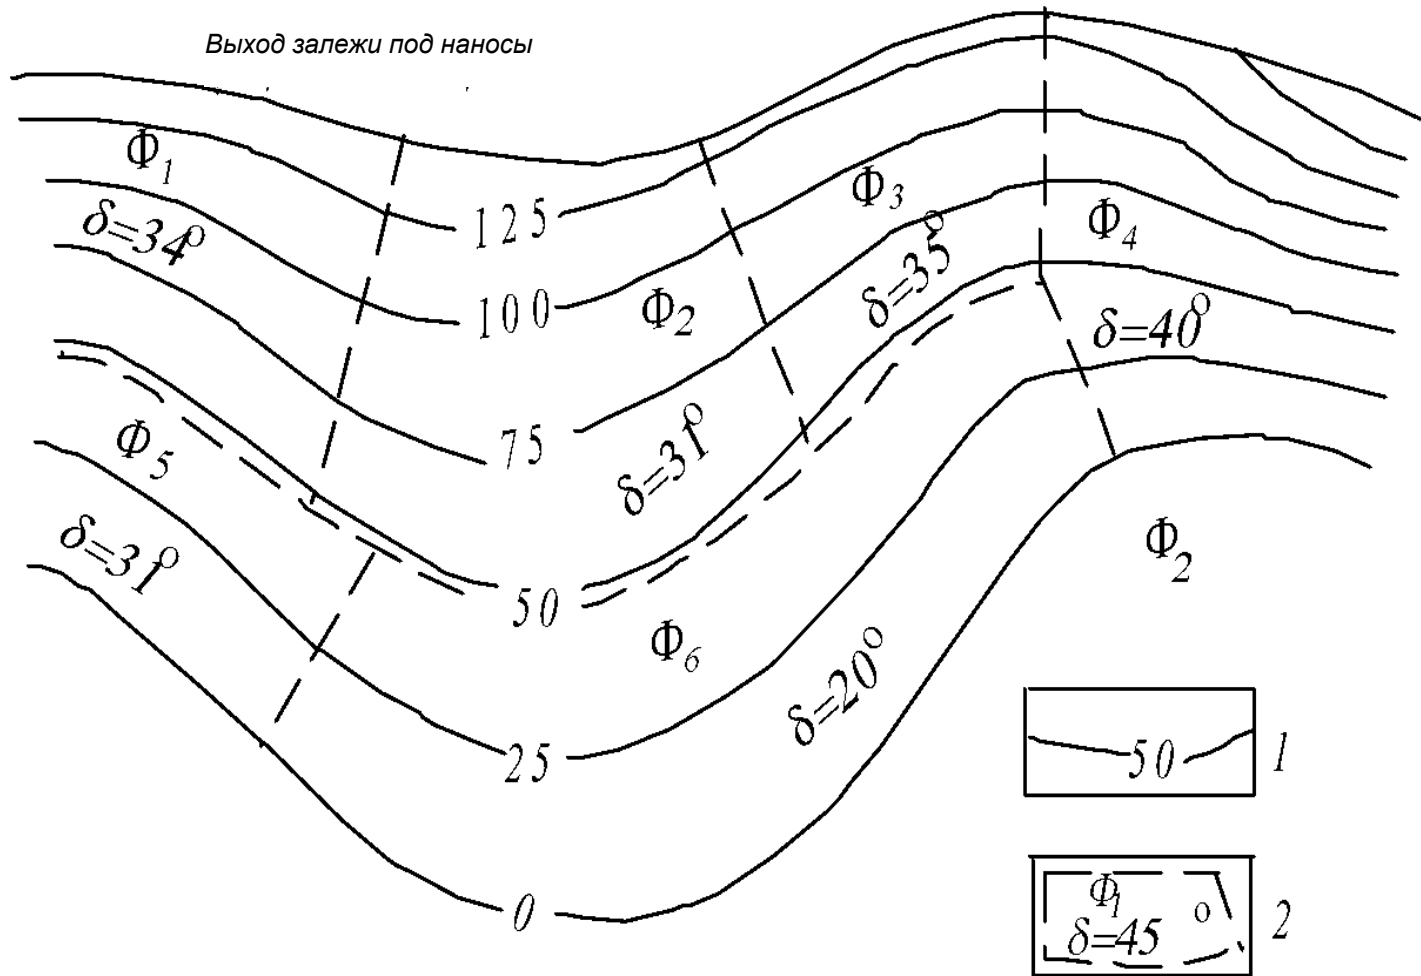 Выход залежи под наносы
Ф1
δ=34°
125
100
75
50
25
0
Ф2
δ=31°
Ф3
δ=35°
Ф4
δ=40°
Ф5
δ=31°
Ф6
δ=20°
Ф2
50
1
Ф1
δ=45°
2